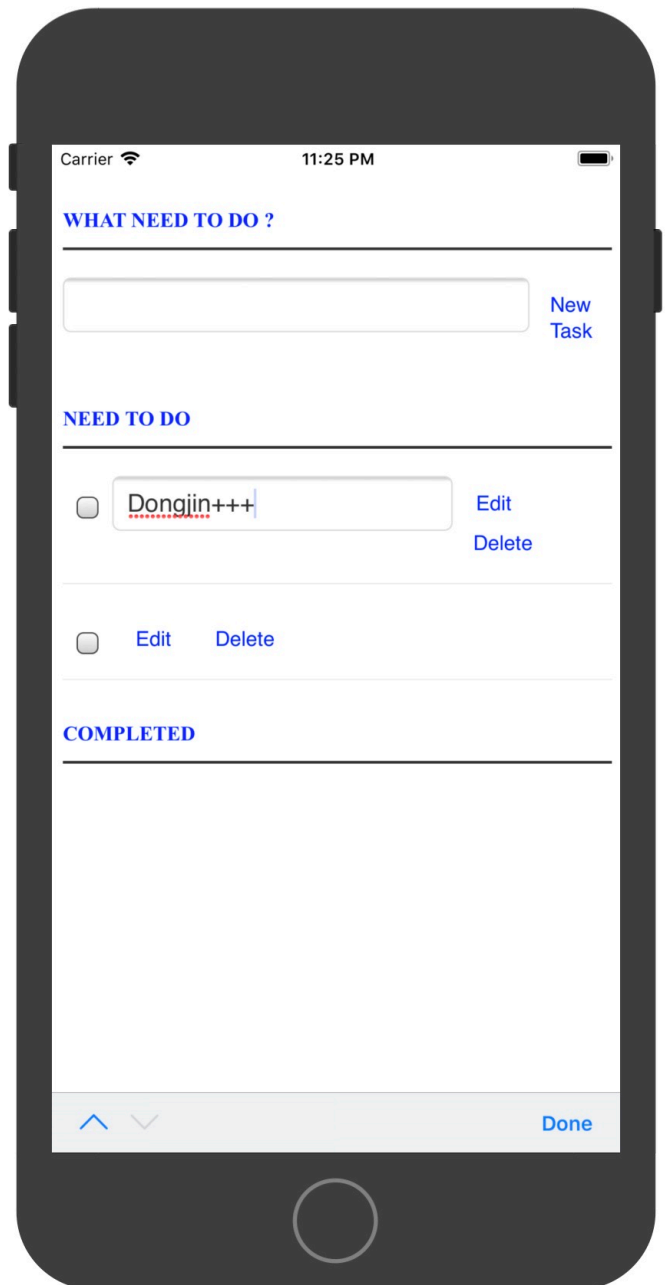 Carrier 11:25 PM
WHAT NEED TO DO ?
New
Task
NEED TO DO
Dongjin+++ Edit
Delete
Edit Delete
COMPLETED
Done